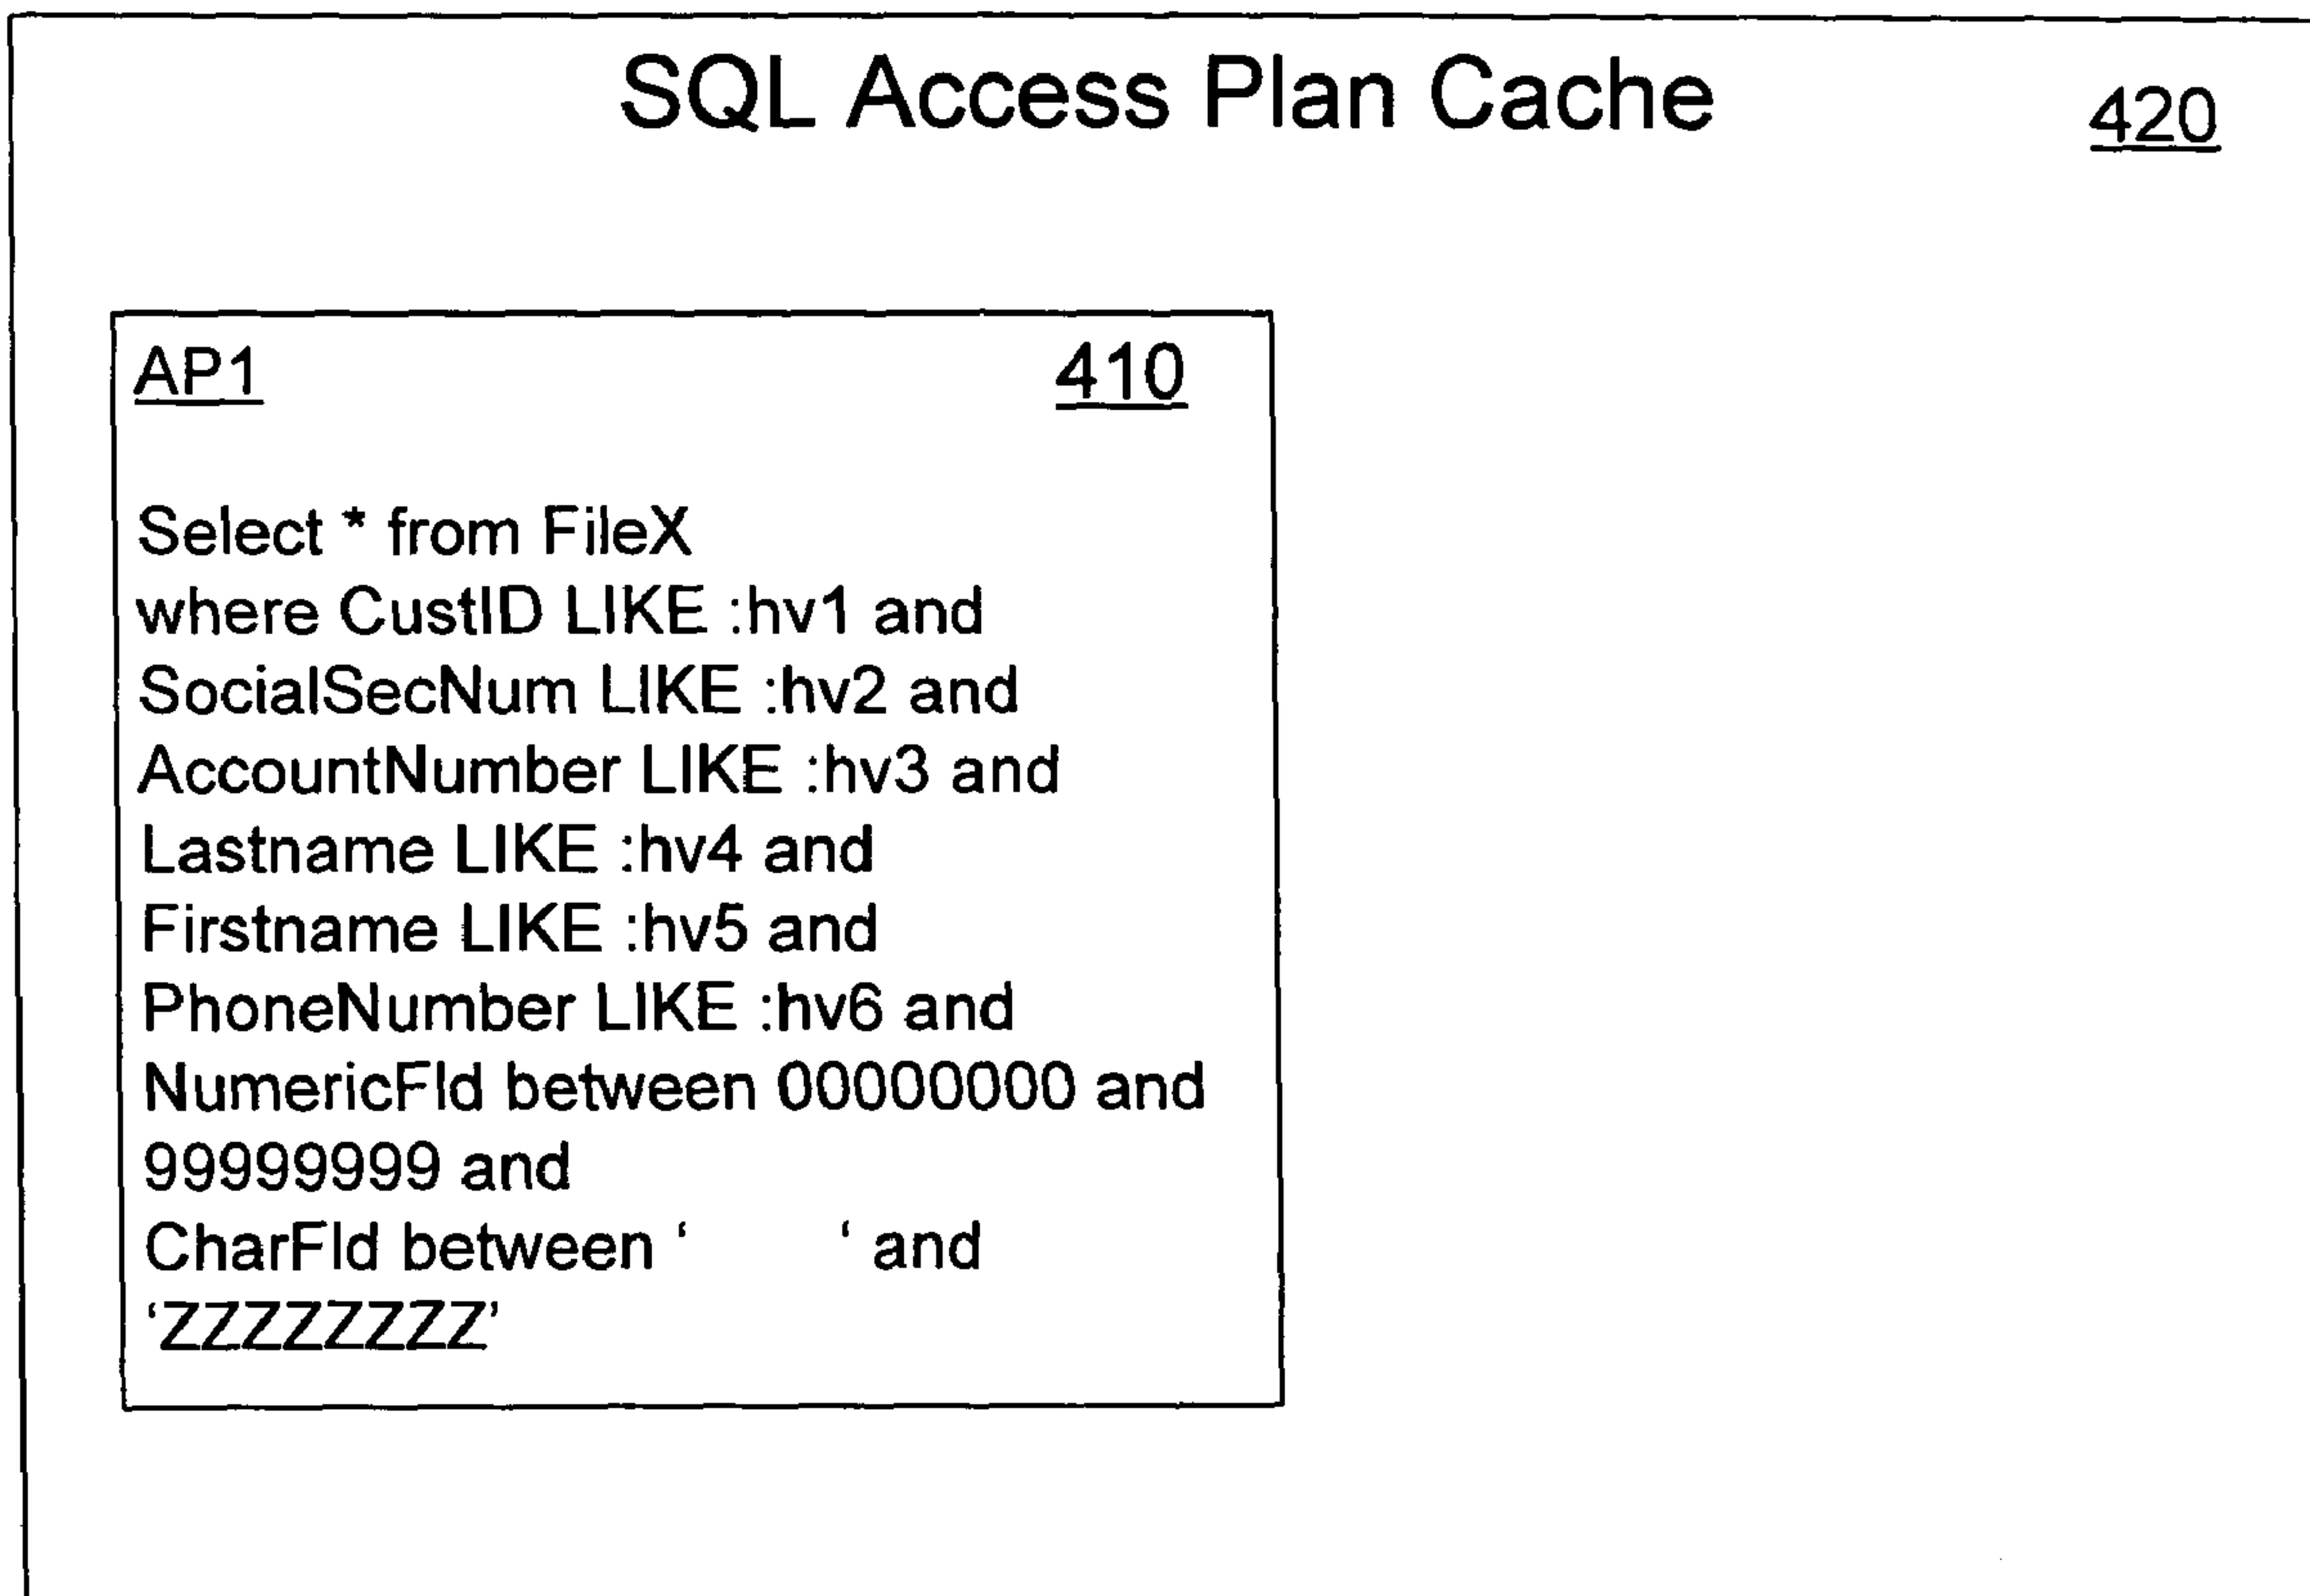 SQL Access Plan Cache 420
AP1 410
Select * from FileX
where CustID LIKE :hv1 and
SocialSecNum LIKE :hv2 and
AccountNumber LIKE :hv3 and
Lastname LIKE :hv4 and
Firstname LIKE :hv5 and
PhoneNumber LIKE :hv6 and
NumericFld between 00000000 and
99999999 and
CharFld between ‘        ‘ and
‘ZZZZZZZZ’